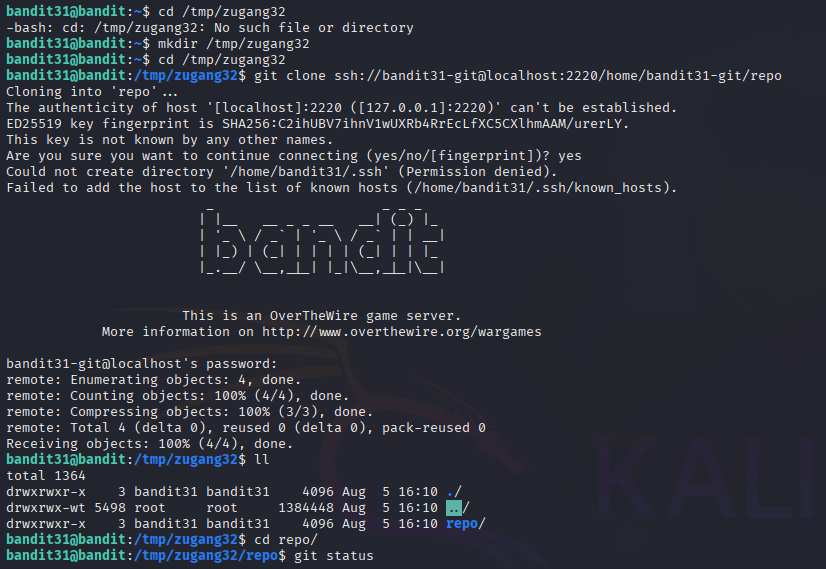 bandit31@bandit:~$ cd /tmp/zugang32
-bash: cd: /tmp/zugang32: No such file or directory
bandit31@bandit:~$ mkdir /tmp/zugang32
bandit31@bandit:~$ cd /tmp/zugang32
bandit31@bandit:/tmp/zugang32$ git clone ssh://bandit31-git@localhost:2220/home/bandit31-git/repo
Cloning into 'repo'...
The authenticity of host '[localhost]:2220 ([127.0.0.1]:2220)' can't be established.
ED25519 key fingerprint is SHA256:C2ihUBV7ihnV1wUXRb4RrEcLfXC5CXlhmAAM/urerLY.
This key is not known by any other names.
Are you sure you want to continue connecting (yes/no/[fingerprint])? yes
Could not create directory '/home/bandit31/.ssh' (Permission denied).
Failed to add the host to the list of known hosts (/home/bandit31/.ssh/known_hosts).
bandit
This is an OverTheWire game server.
More information on http://www.overthewire.org/wargames
bandit31-git@localhost's password:
remote: Enumerating objects: 4, done.
remote: Counting objects: 100% (4/4), done.
remote: Compressing objects: 100% (3/3), done.
remote: Total 4 (delta 0), reused 0 (delta 0), pack-reused 0
Receiving objects: 100% (4/4), done.
bandit31@bandit:/tmp/zugang32$ ll
total 1364
drwxrwxr-x 3 bandit31 bandit31 4096 Aug 5 16:10 ./
drwxrwx-wt 5498 root root 1384448 Aug 5 16:10 ../
drwxrwxr-x 3 bandit31 bandit31 4096 Aug 5 16:10 repo/
bandit31@bandit:/tmp/zugang32$ cd repo/
bandit31@bandit:/tmp/zugang32/repo$ git status
KALI